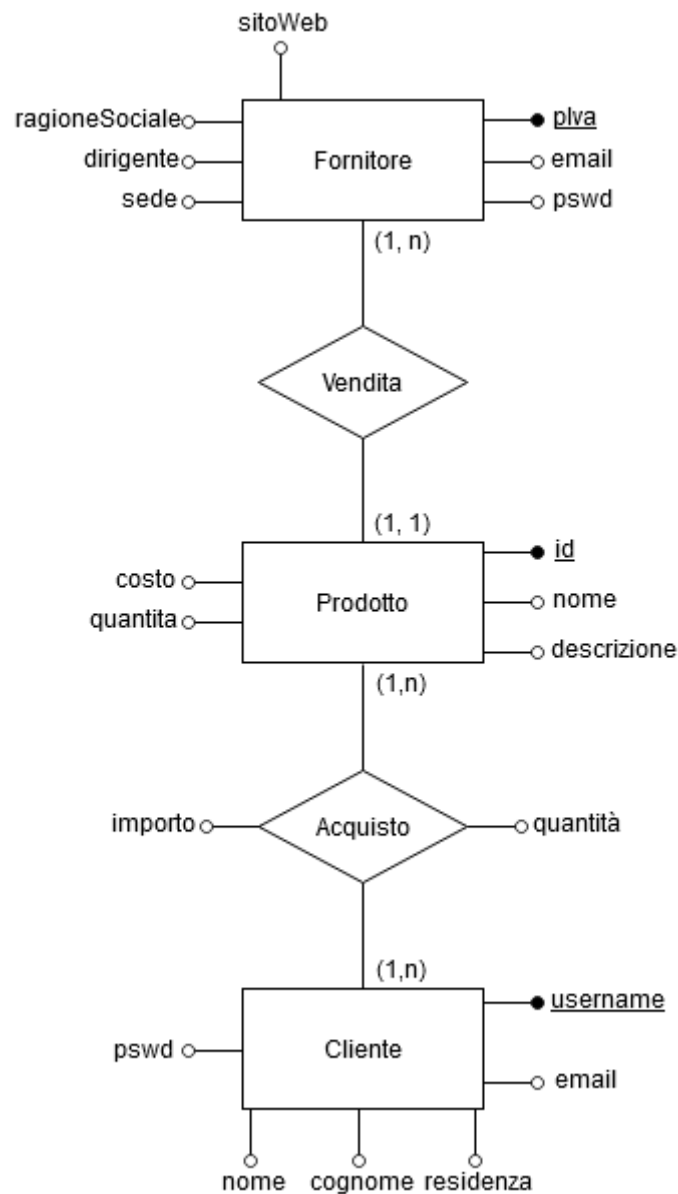 sitoWeb
ragioneSociale
pIva
dirigente
Fornitore
email
sede
pswd
(1, n)
Vendita
(1, 1)
id
costo
Prodotto
nome
quantita
descrizione
(1,n)
importo
Acquisto
quantità
(1,n)
username
pswd
Cliente
email
nome
cognome
residenza